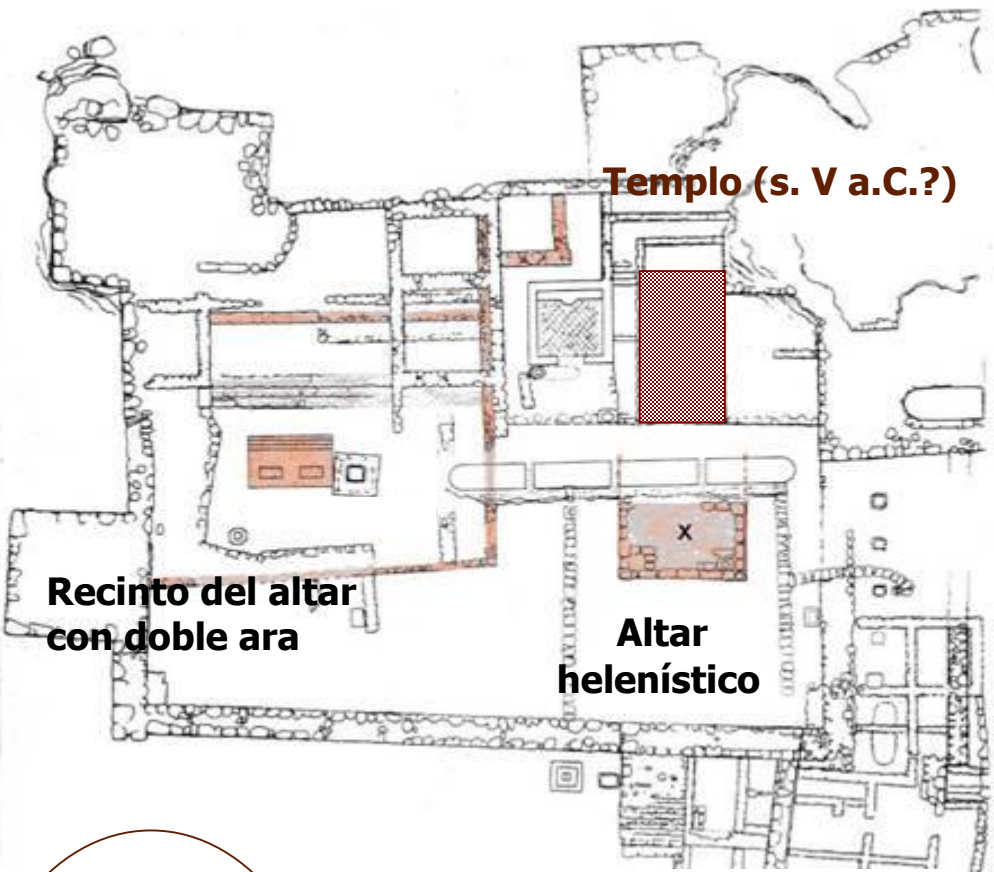 Templo (s. V a.C.?)
x
Recinto del altar
con doble ara
Altar
helenístico